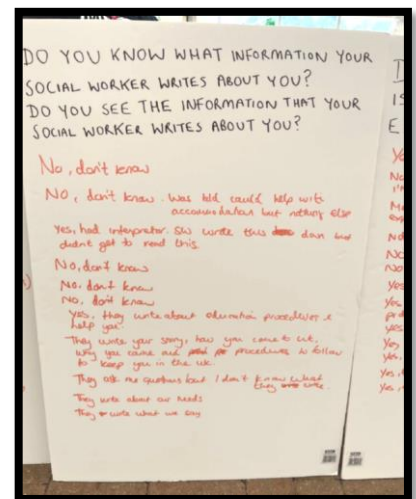 DO YOU KNOW WHAT INFORMATION YOUR
SOCIAL WORKER WRITES ABOUT YOU?
DO YOU SEE THE INFORMATION THAT YOUR
SOCIAL WORKER WRITES ABOUT YOU?
No, don't know
No, don't know. Was told could help with
accommodation but nothing else
Yes, had interpreter. SW wrote this down but
didn't get to read this.
No, don't know
No, don't know
No, don't know
Yes, they write about education procedures &
help you.
They write your story, how you came to UK,
why you came and procedures to follow
to keep you in the UK.
They ask me questions but I don't know what
they write.
They write about our needs
They write what we say